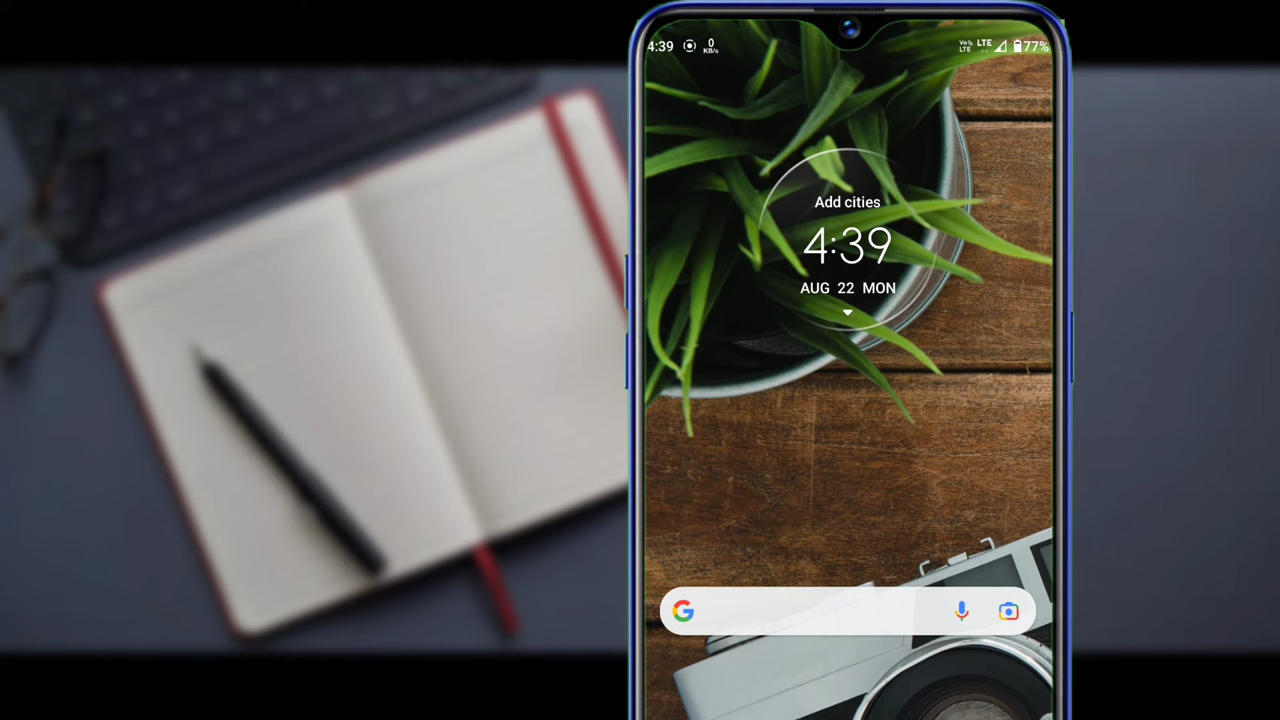 4:39 0 KB/s Vo LTE LTE 77%
Add cities
4:39
AUG 22 MON
G